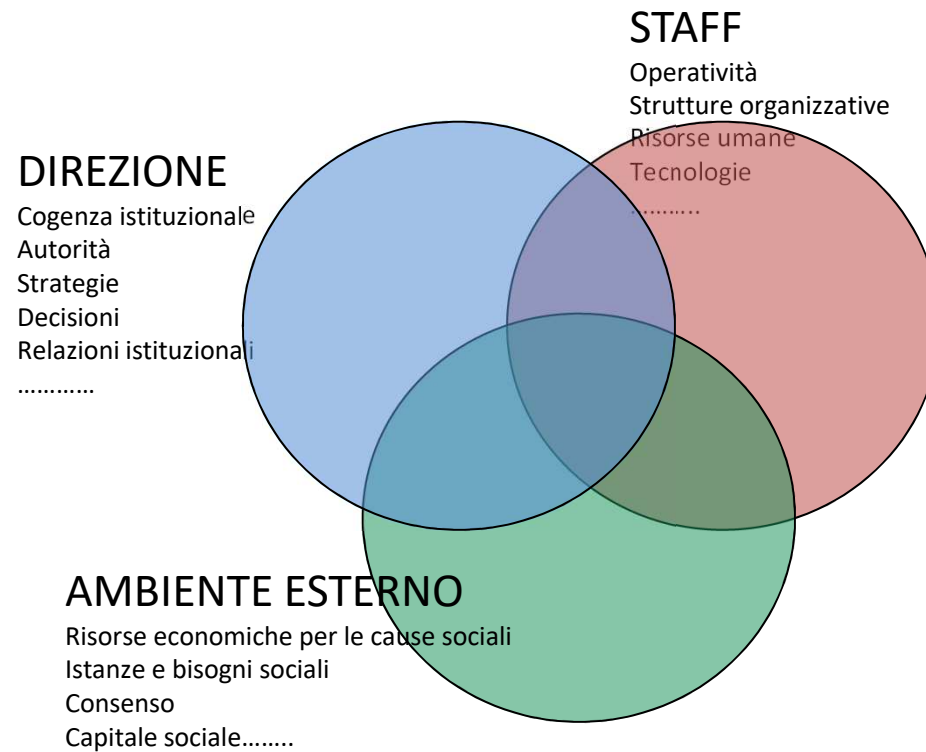 STAFF
Operatività
Strutture organizzative
Risorse umane
Tecnologie
………..
DIREZIONE
Cogenza istituzionale
Autorità
Strategie
Decisioni
Relazioni istituzionali
…………
AMBIENTE ESTERNO
Risorse economiche per le cause sociali
Istanze e bisogni sociali
Consenso
Capitale sociale……..